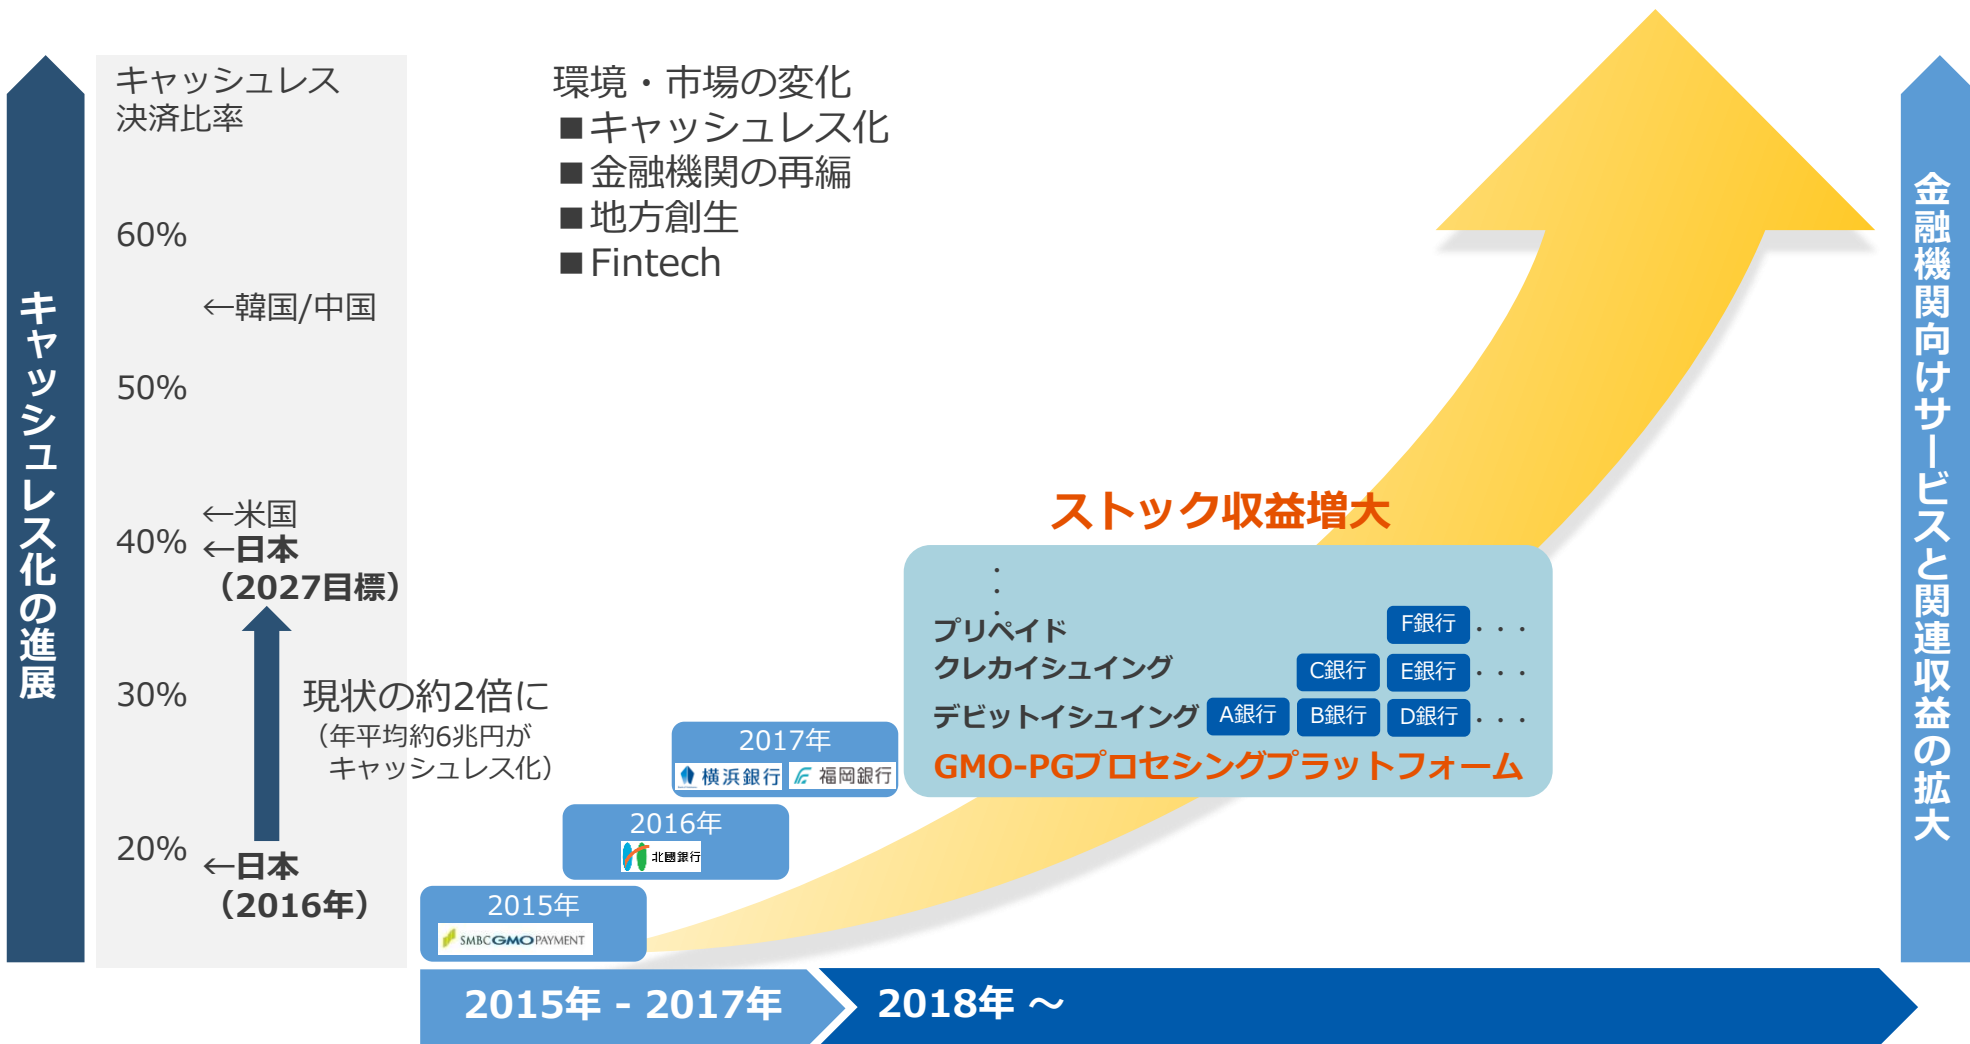 キャッシュレス化の進展
キャッシュレス
決済比率
60%
←韓国/中国
50%
←米国
40%
←日本
（2027目標）
30%
現状の約2倍に
（年平均約6兆円が
キャッシュレス化）
20%
←日本
（2016年）
環境・市場の変化
■キャッシュレス化
■金融機関の再編
■地方創生
■Fintech
2015年
SMBC GMO PAYMENT
2016年
北國銀行
2017年
横浜銀行 福岡銀行
ストック収益増大
・
・
・
プリペイド F銀行 ・・・
クレカイシュイング C銀行 E銀行 ・・・
デビットイシュイング A銀行 B銀行 D銀行 ・・・
GMO-PGプロセシングプラットフォーム
2015年 - 2017年
2018年 ～
金融機関向けサービスと関連収益の拡大